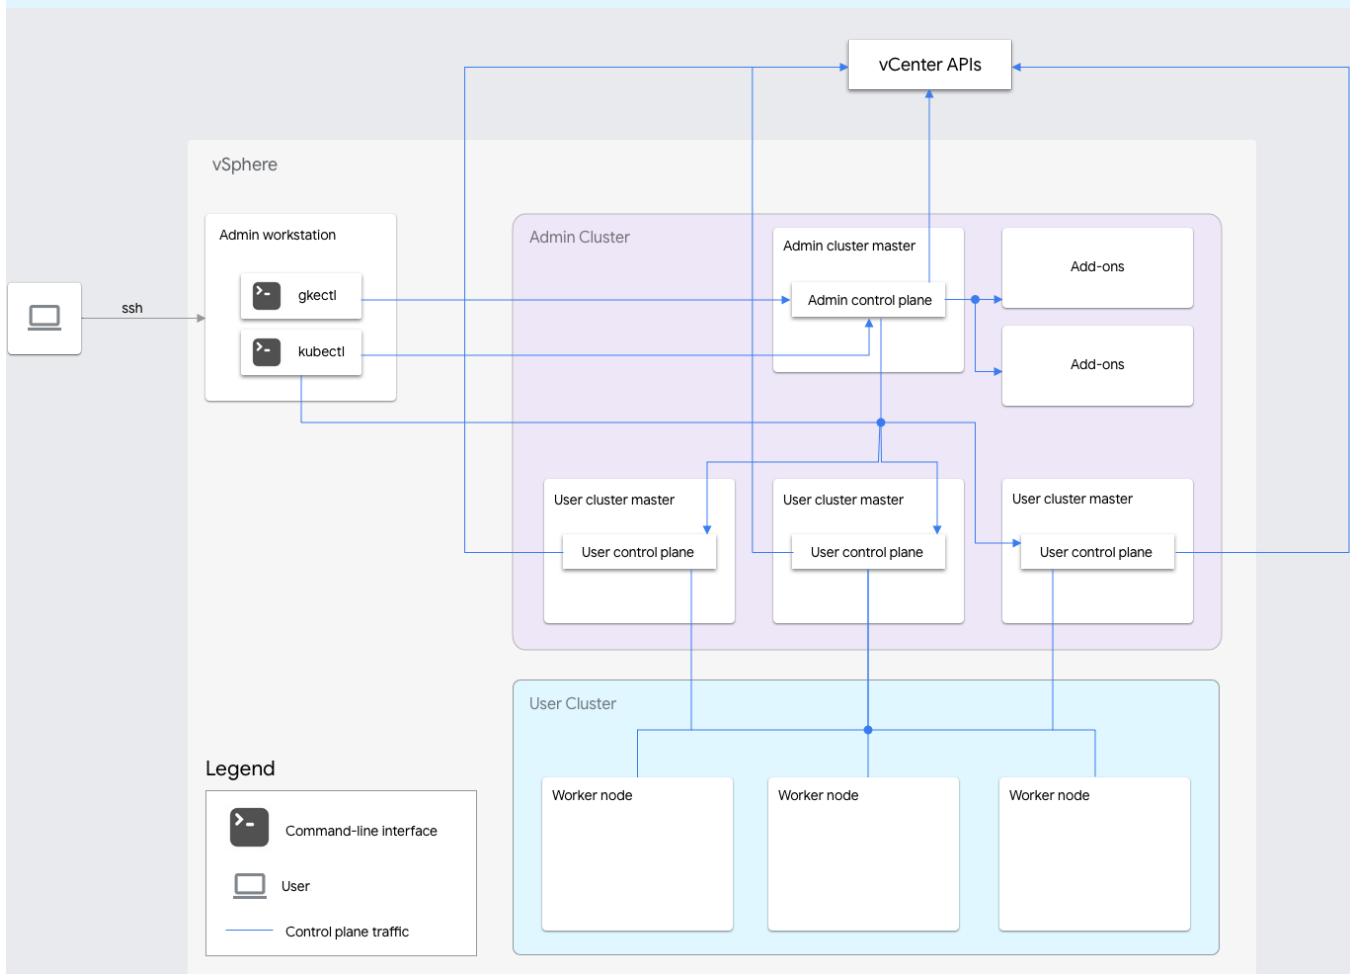 vCenter APIs
vSphere
Admin workstation
gkectl
kubectl
ssh
Admin Cluster
Admin cluster master
Admin control plane
Add-ons
Add-ons
User cluster master
User control plane
User cluster master
User control plane
User cluster master
User control plane
User Cluster
Worker node
Worker node
Worker node
Legend
Command-line interface
User
Control plane traffic